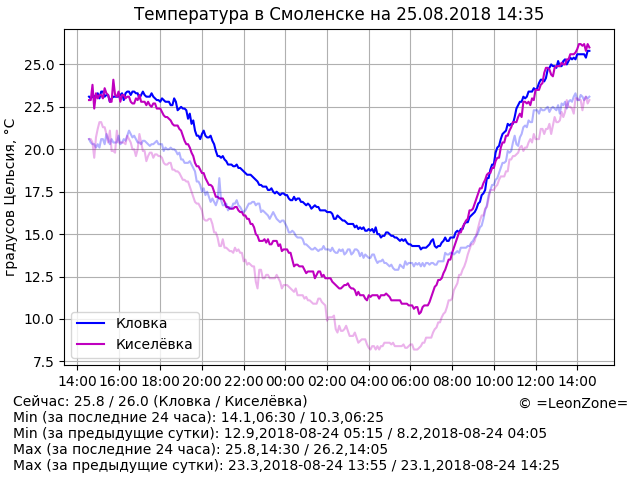 Температура в Смоленске на 25.08.2018 14:35
градусов Цельсия, °C
25.0
22.5
20.0
17.5
15.0
12.5
10.0
7.5
Кловка
Киселёвка
14:00 16:00 18:00 20:00 22:00 00:00 02:00 04:00 06:00 08:00 10:00 12:00 14:00
Сейчас: 25.8 / 26.0 (Кловка / Киселёвка)
© =LeonZone=
Min (за последние 24 часа): 14.1,06:30 / 10.3,06:25
Min (за предыдущие сутки): 12.9,2018-08-24 05:15 / 8.2,2018-08-24 04:05
Max (за последние 24 часа): 25.8,14:30 / 26.2,14:05
Max (за предыдущие сутки): 23.3,2018-08-24 13:55 / 23.1,2018-08-24 14:25